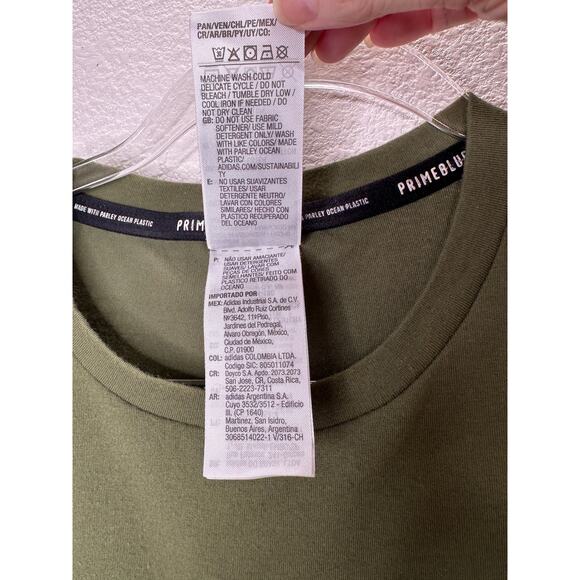 PAN/VEN/CHL/PE/MEX/
CR/AR/BR/PY/UY/CO:
MACHINE WASH COLD
DELICATE CYCLE / DO NOT
BLEACH / TUMBLE DRY LOW /
COOL IRON IF NEEDED / DO
NOT DRY CLEAN
GB: DO NOT USE FABRIC
SOFTENER/ USE MILD
DETERGENT ONLY/ WASH
WITH LIKE COLORS/ MADE
WITH PARLEY OCEAN
PLASTIC/
ADIDAS.COM/SUSTAINABILI
TY
E: NO USAR SUAVIZANTES
TEXTILES/ USAR
DETERGENTE NEUTRO/
LAVAR CON COLORES
SIMILARES/ HECHO CON
PLÁSTICO RECUPERADO
DEL OCEANO
MADE WITH PARLEY OCEAN PLASTIC
PRIM
EAN PLASTIC
PRIMEBLUE
P: NÃO USAR AMACIANTE/
USAR DETERGENTES
SUAVES/ LAVAR COM
PEÇAS DE CORES
SEMELHANTES/ FEITO COM
PLÁSTICO RETIRADO DO
OCEANO
IMPORTADO POR
MEX: Adidas Industrial S.A. de C.V.
Blvd. Adolfo Ruiz Cortines
Nº3642, 11º Piso,
Jardines del Pedregal,
Alvaro Obregón, México,
Ciudad de México,
C.P. 01900
COL: adidas COLOMBIA LTDA.
Codigo SIC: 805011074
CR: Doyco S.A. Apdo. 2073.2073
San Jose, CR, Costa Rica,
506-2223-7311
AR: adidas Argentina S.A.
Cuyo 3532/3512 - Edificio
III. (CP 1640)
Martinez, San Isidro,
Buenos Aires, Argentina
3068514022-1 V/316-CH